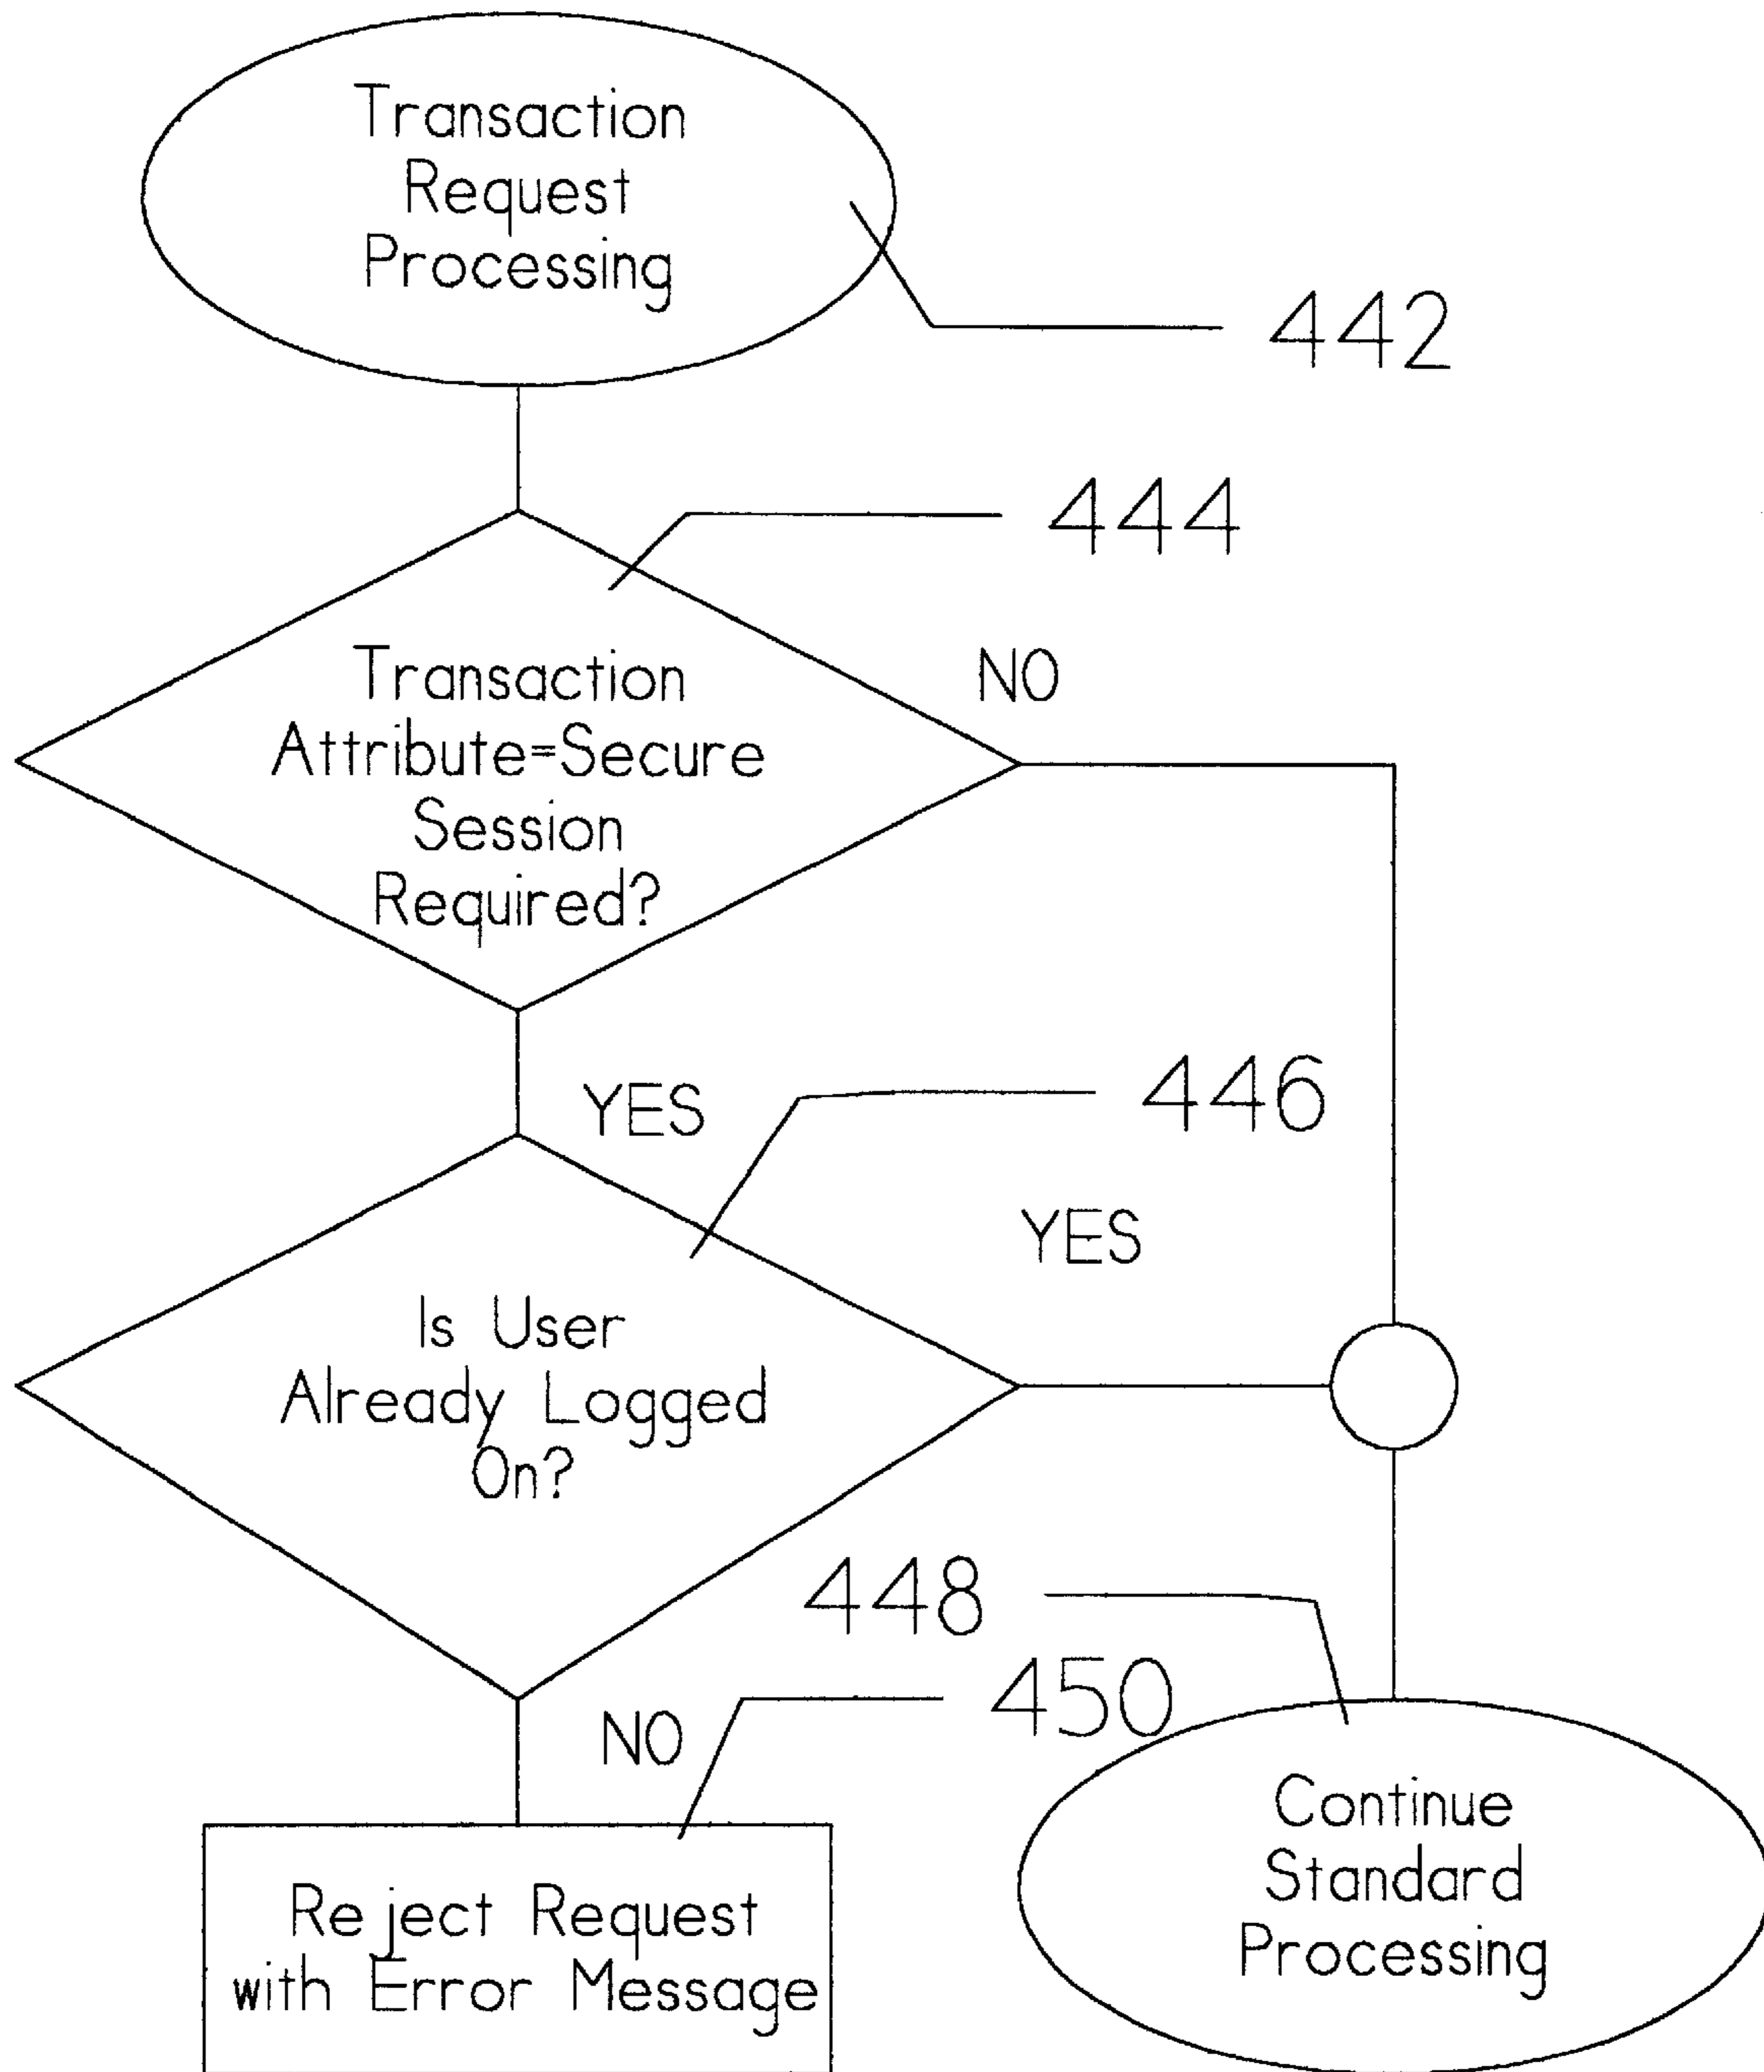 Transaction
Request
Processing
442
444
Transaction
Attribute=Secure
Session
Required?
NO
YES
446
YES
Is User
Already Logged
On?
448
450
NO
Continue
Standard
Processing
Reject Request
with Error Message